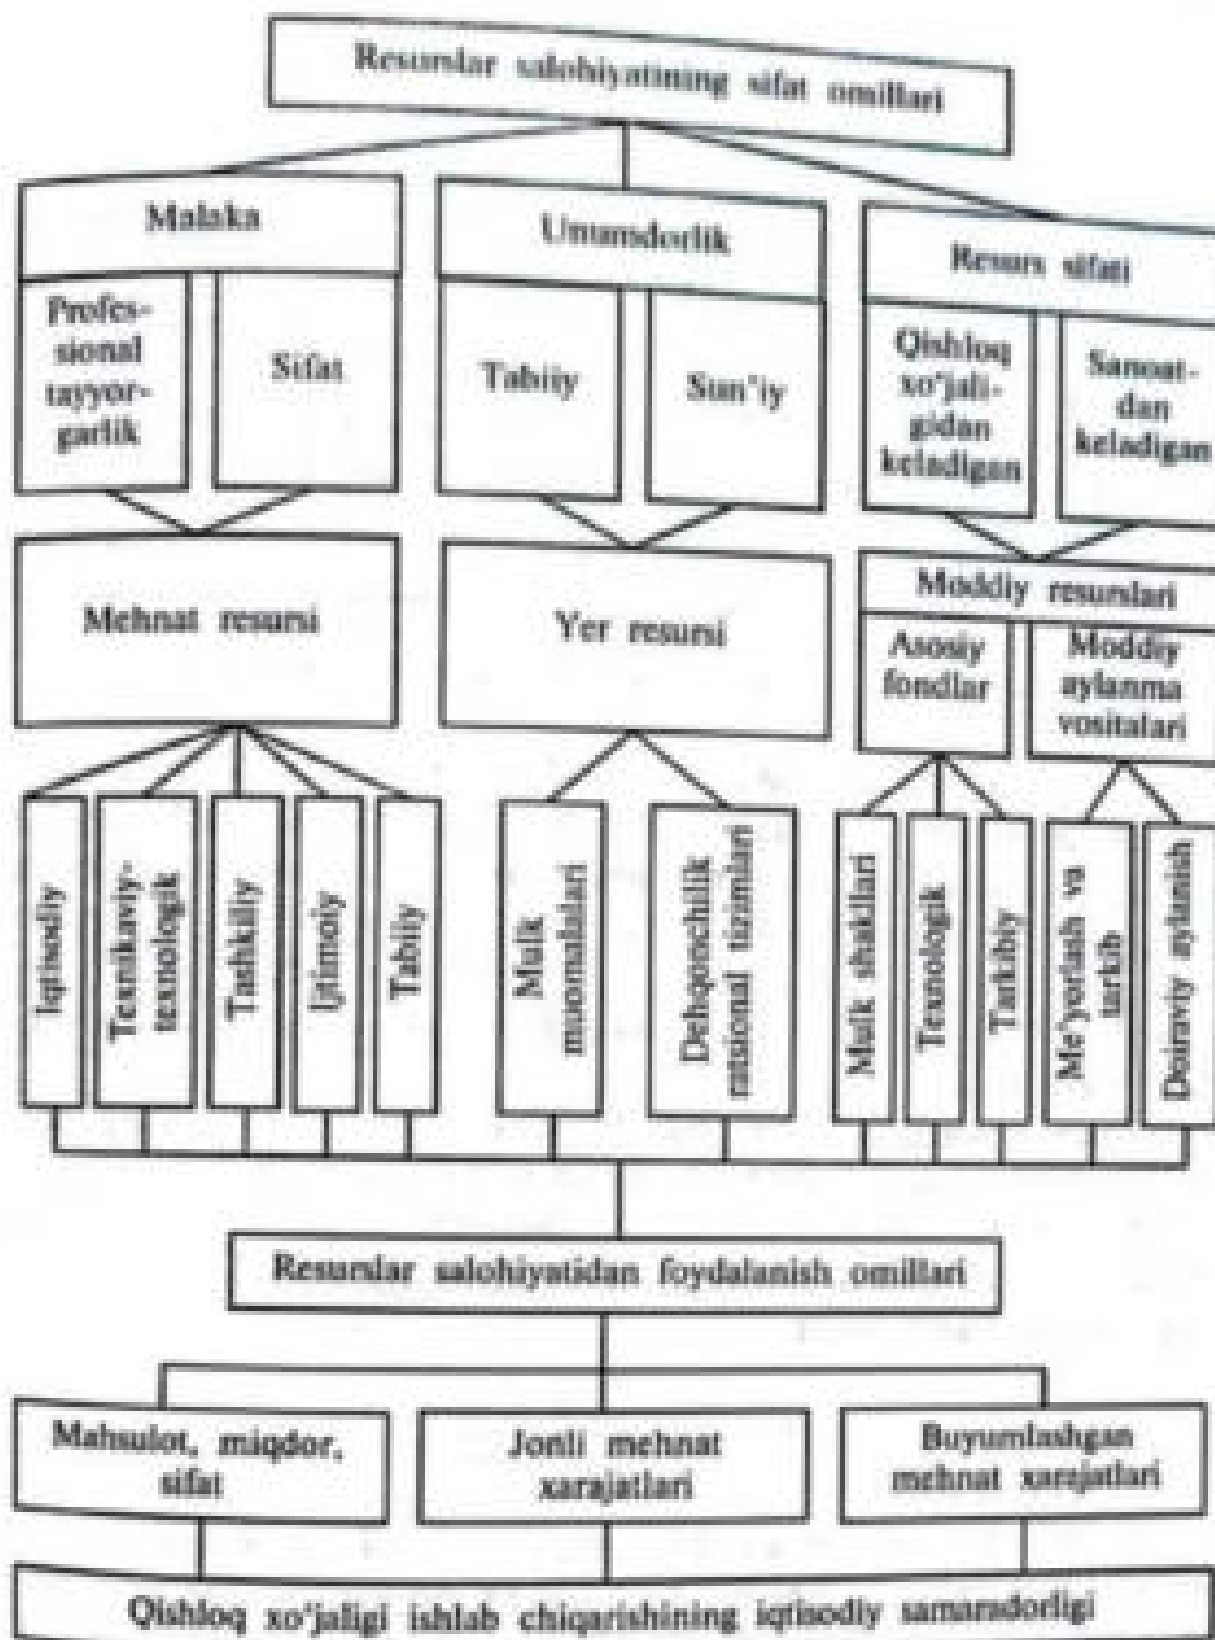 Resurslar salohiyatining sifat omillari
Malaka
Umumdorlik
Resurs sifati
Profes-
sional
tayyor-
garlik
Sifat
Tabiiy
Sun'iy
Qishloq
xo'jali-
gidan
keladigan
Sanoat-
dan
keladigan
Mehnat resursi
Yer resursi
Moddiy resurslari
Asosiy
fondlar
Moddiy
aylanma
vositalari
Iqtisodiy
Texnikaviy-
texnologik
Tashkiliy
Ijtimoiy
Tabiiy
Mulk
muomalalari
Dehqonchilik
ratsional tizimlari
Mulk shakllari
Texnologik
Tarkibiy
Me'yorlash va
tarkib
Doiraviy aylanish
Resurslar salohiyatidan foydalanish omillari
Mahsulot, miqdor,
sifat
Jonli mehnat
xarajatlari
Buyumlashgan
mehnat xarajatlari
Qishloq xo'jaligi ishlab chiqarishining iqtisodiy samaradorligi